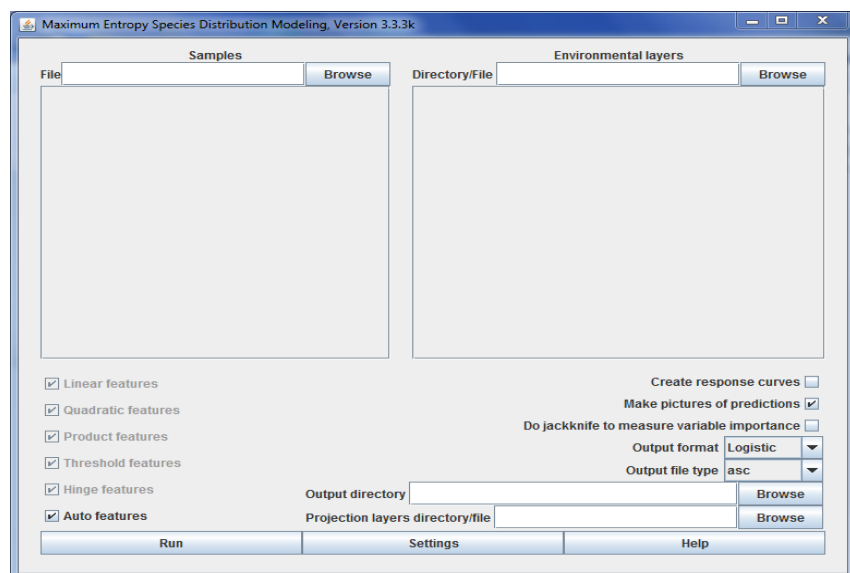 Maximum Entropy Species Distribution Modeling, Version 3.3.3k
Samples
File Browse
Environmental layers
Directory/File Browse
Linear features
Quadratic features
Product features
Threshold features
Hinge features
Auto features
Create response curves
Make pictures of predictions
Do jackknife to measure variable importance
Output format Logistic
Output file type asc
Output directory Browse
Projection layers directory/file Browse
Run Settings Help